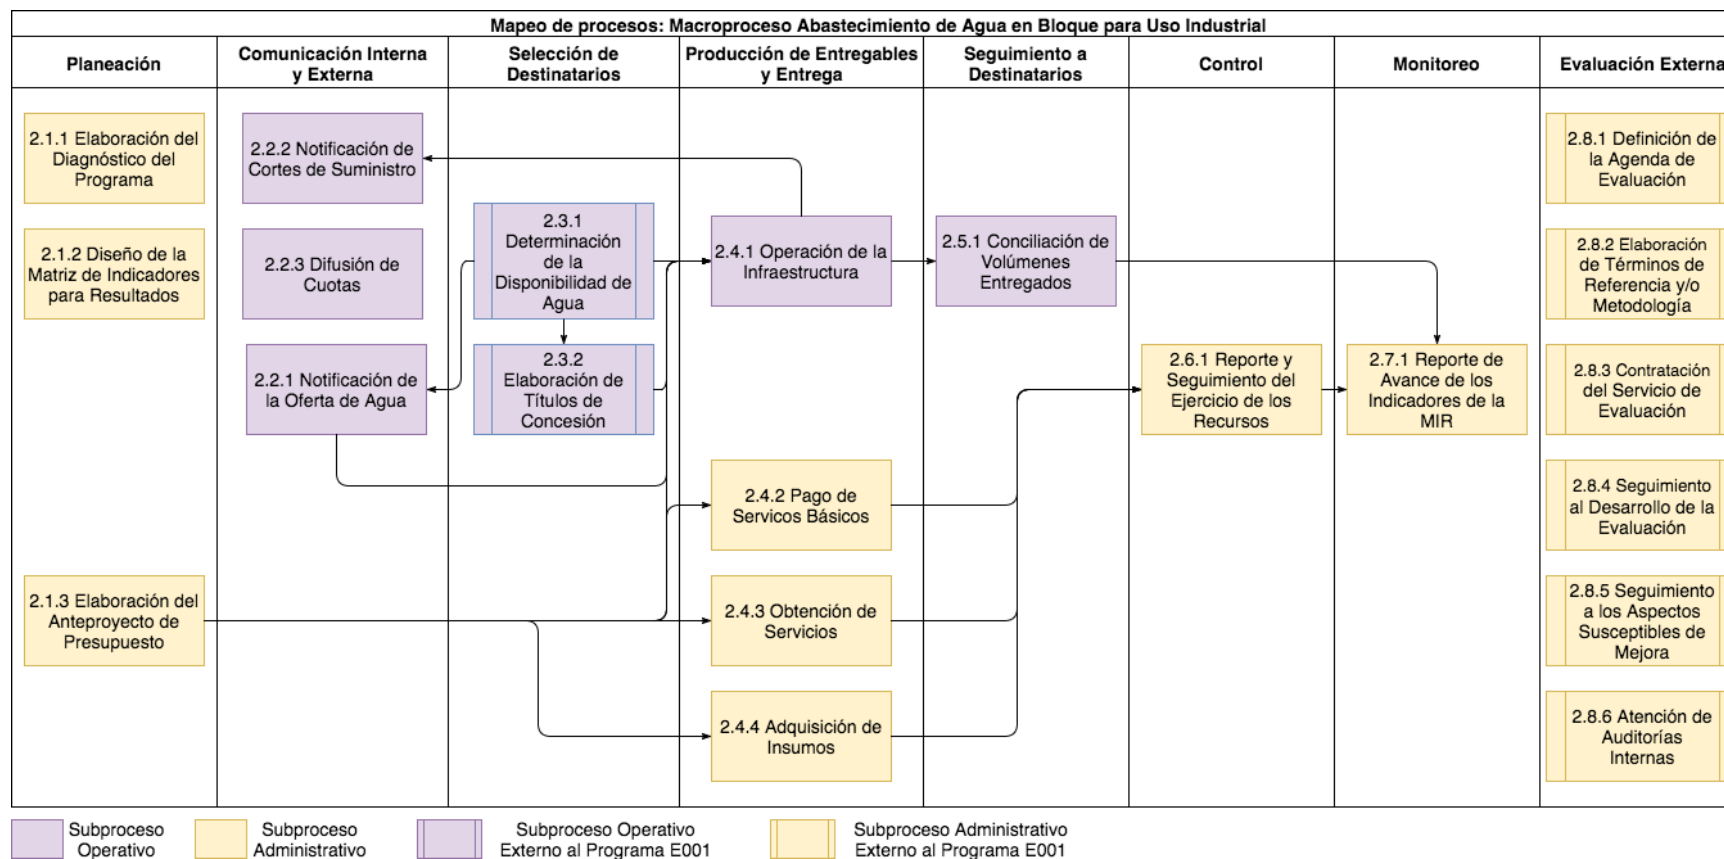 Mapeo de procesos: Macroproceso Abastecimiento de Agua en Bloque para Uso Industrial
Planeación
Comunicación Interna
y Externa
Selección de
Destinatarios
Producción de Entregables
y Entrega
Seguimiento a
Destinatarios
Control
Monitoreo
Evaluación Externa
2.1.1 Elaboración del
Diagnóstico del
Programa
2.1.2 Diseño de la
Matriz de Indicadores
para Resultados
2.1.3 Elaboración del
Anteproyecto de
Presupuesto
2.2.2 Notificación de
Cortes de Suministro
2.2.3 Difusión de
Cuotas
2.2.1 Notificación de
la Oferta de Agua
2.3.1
Determinación
de la
Disponibilidad de
Agua
2.3.2
Elaboración de
Títulos de
Concesión
2.4.1 Operación de la
Infraestructura
2.4.2 Pago de
Servicos Básicos
2.4.3 Obtención de
Servicios
2.4.4 Adquisición de
Insumos
2.5.1 Conciliación de
Volúmenes
Entregados
2.6.1 Reporte y
Seguimiento del
Ejercicio de los
Recursos
2.7.1 Reporte de
Avance de los
Indicadores de la
MIR
2.8.1 Definición de
la Agenda de
Evaluación
2.8.2 Elaboración
de Términos de
Referencia y/o
Metodología
2.8.3 Contratación
del Servicio de
Evaluación
2.8.4 Seguimiento
al Desarrollo de la
Evaluación
2.8.5 Seguimiento
a los Aspectos
Susceptibles de
Mejora
2.8.6 Atención de
Auditorías
Internas
Subproceso
Operativo
Subproceso
Administrativo
Subproceso Operativo
Externo al Programa E001
Subproceso Administrativo
Externo al Programa E001